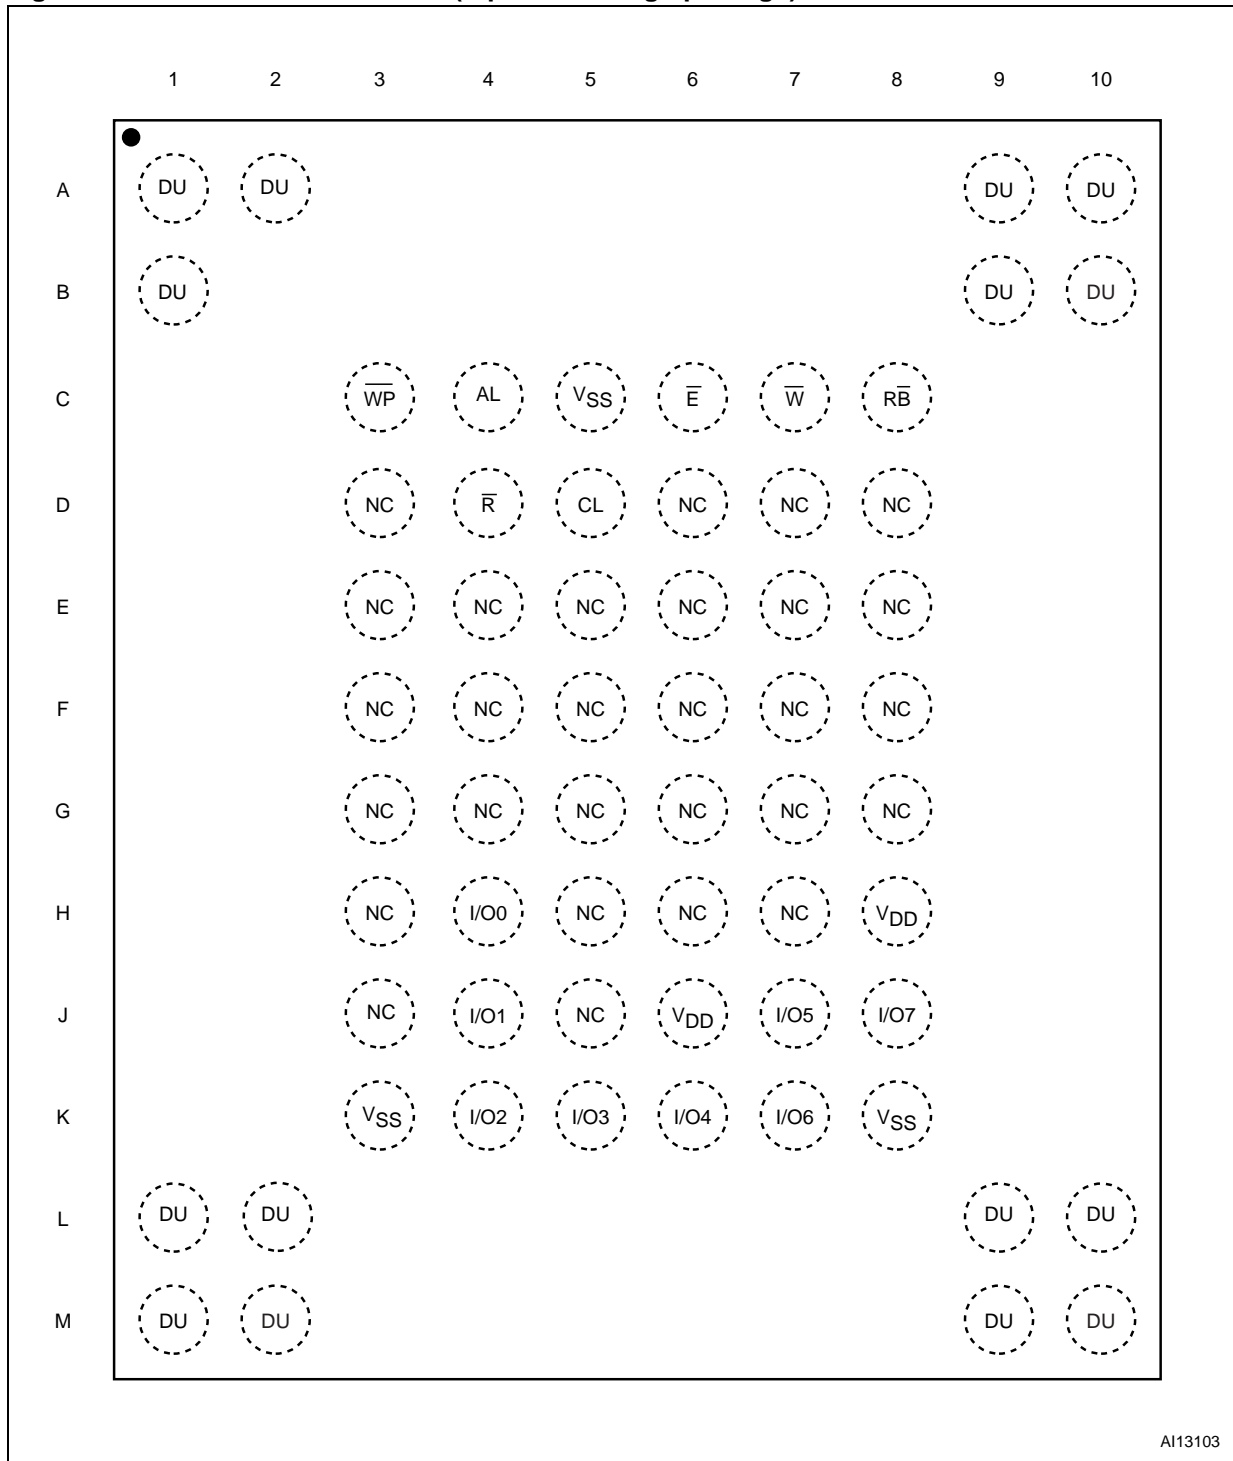 1 2 3 4 5 6 7 8 9 10
A DU DU DU DU
B DU DU DU
C W̅P̅ AL VSS E̅ W̅ RB̅
D NC R̅ CL NC NC NC
E NC NC NC NC NC NC
F NC NC NC NC NC NC
G NC NC NC NC NC NC
H NC I/O0 NC NC NC VDD
J NC I/O1 NC VDD I/O5 I/O7
K VSS I/O2 I/O3 I/O4 I/O6 VSS
L DU DU DU DU
M DU DU DU DU
AI13103